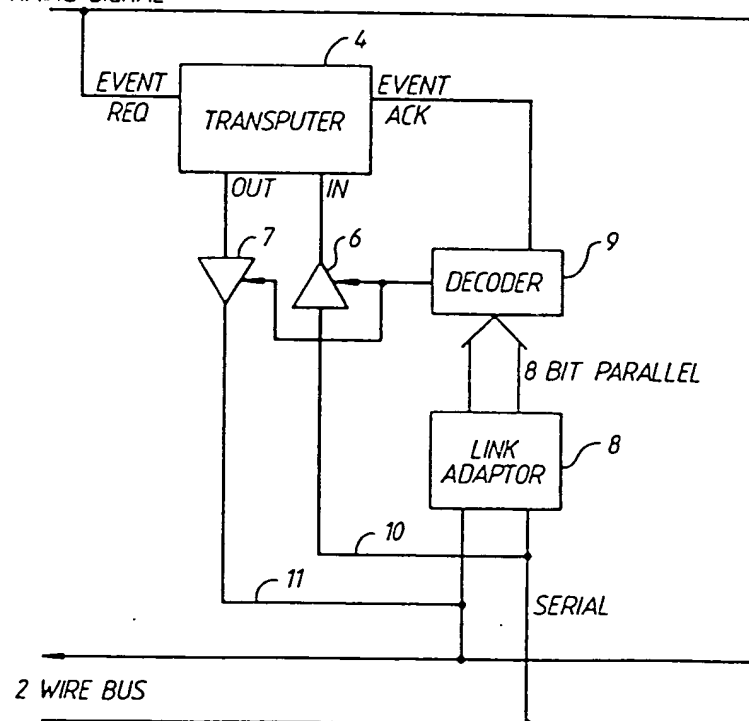 4
EVENT
REQ
TRANSPUTER
EVENT
ACK
OUT
IN
7
6
9
DECODER
8 BIT PARALLEL
LINK
ADAPTOR
8
10
11
SERIAL
2 WIRE BUS